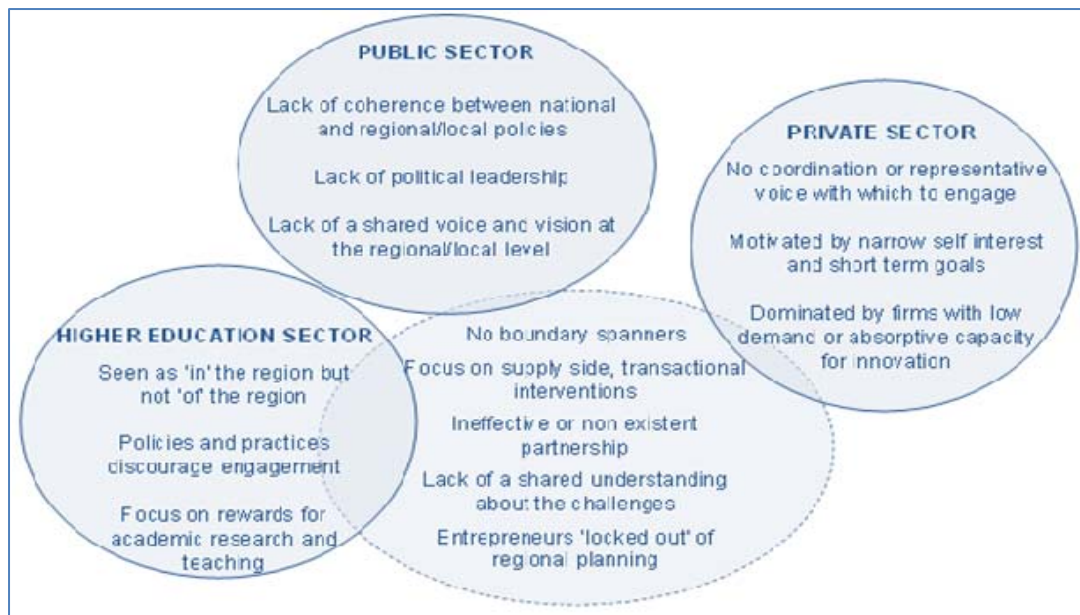 PUBLIC SECTOR
Lack of coherence between national
and regional/local policies
Lack of political leadership
Lack of a shared voice and vision at
the regional/local level
PRIVATE SECTOR
No coordination or representative
voice with which to engage
Motivated by narrow self interest
and short term goals
Dominated by firms with low
demand or absorptive capacity
for innovation
HIGHER EDUCATION SECTOR
Seen as 'in' the region but
not 'of' the region
Policies and practices
discourage engagement
Focus on rewards for
academic research and
teaching
No boundary spanners
Focus on supply side, transactional
interventions
Ineffective or non existent
partnership
Lack of a shared understanding
about the challenges
Entrepreneurs 'locked out' of
regional planning